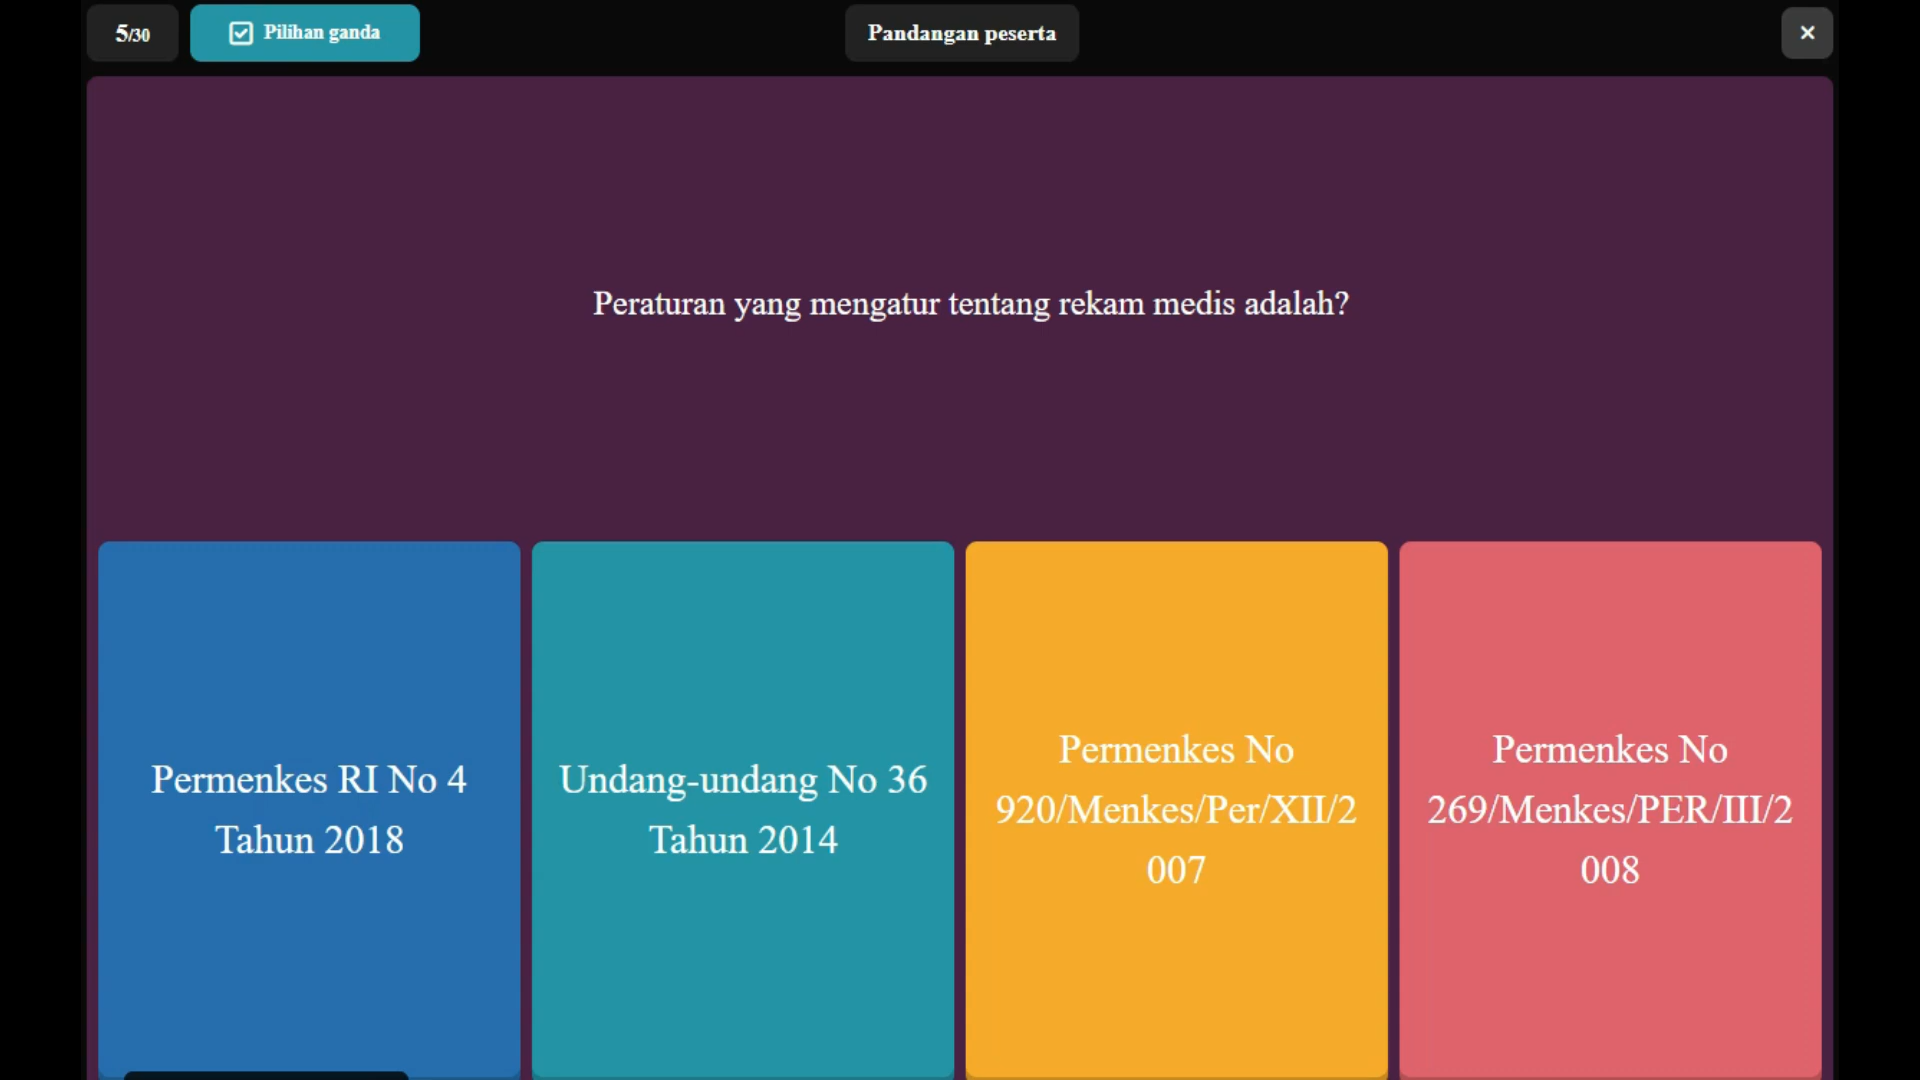 5/30
Pilihan ganda
Pandangan peserta
Peraturan yang mengatur tentang rekam medis adalah?
Permenkes RI No 4
Tahun 2018
Undang-undang No 36
Tahun 2014
Permenkes No
920/Menkes/Per/XII/2
007
Permenkes No
269/Menkes/PER/III/2
008